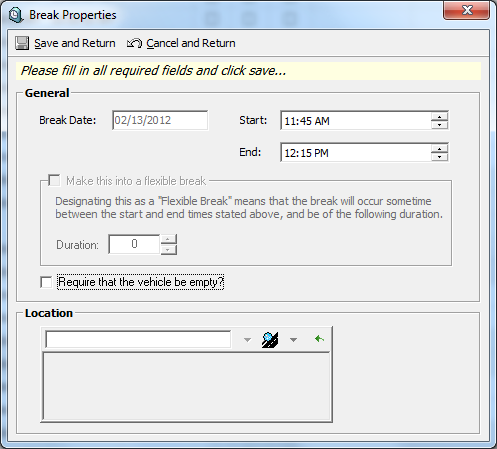 Break Properties
Save and Return Cancel and Return
Please fill in all required fields and click save...
General
Break Date: 02/13/2012 Start: 11:45 AM
End: 12:15 PM
Make this into a flexible break
Designating this as a "Flexible Break" means that the break will occur sometime
between the start and end times stated above, and be of the following duration.
Duration: 0
Require that the vehicle be empty?
Location